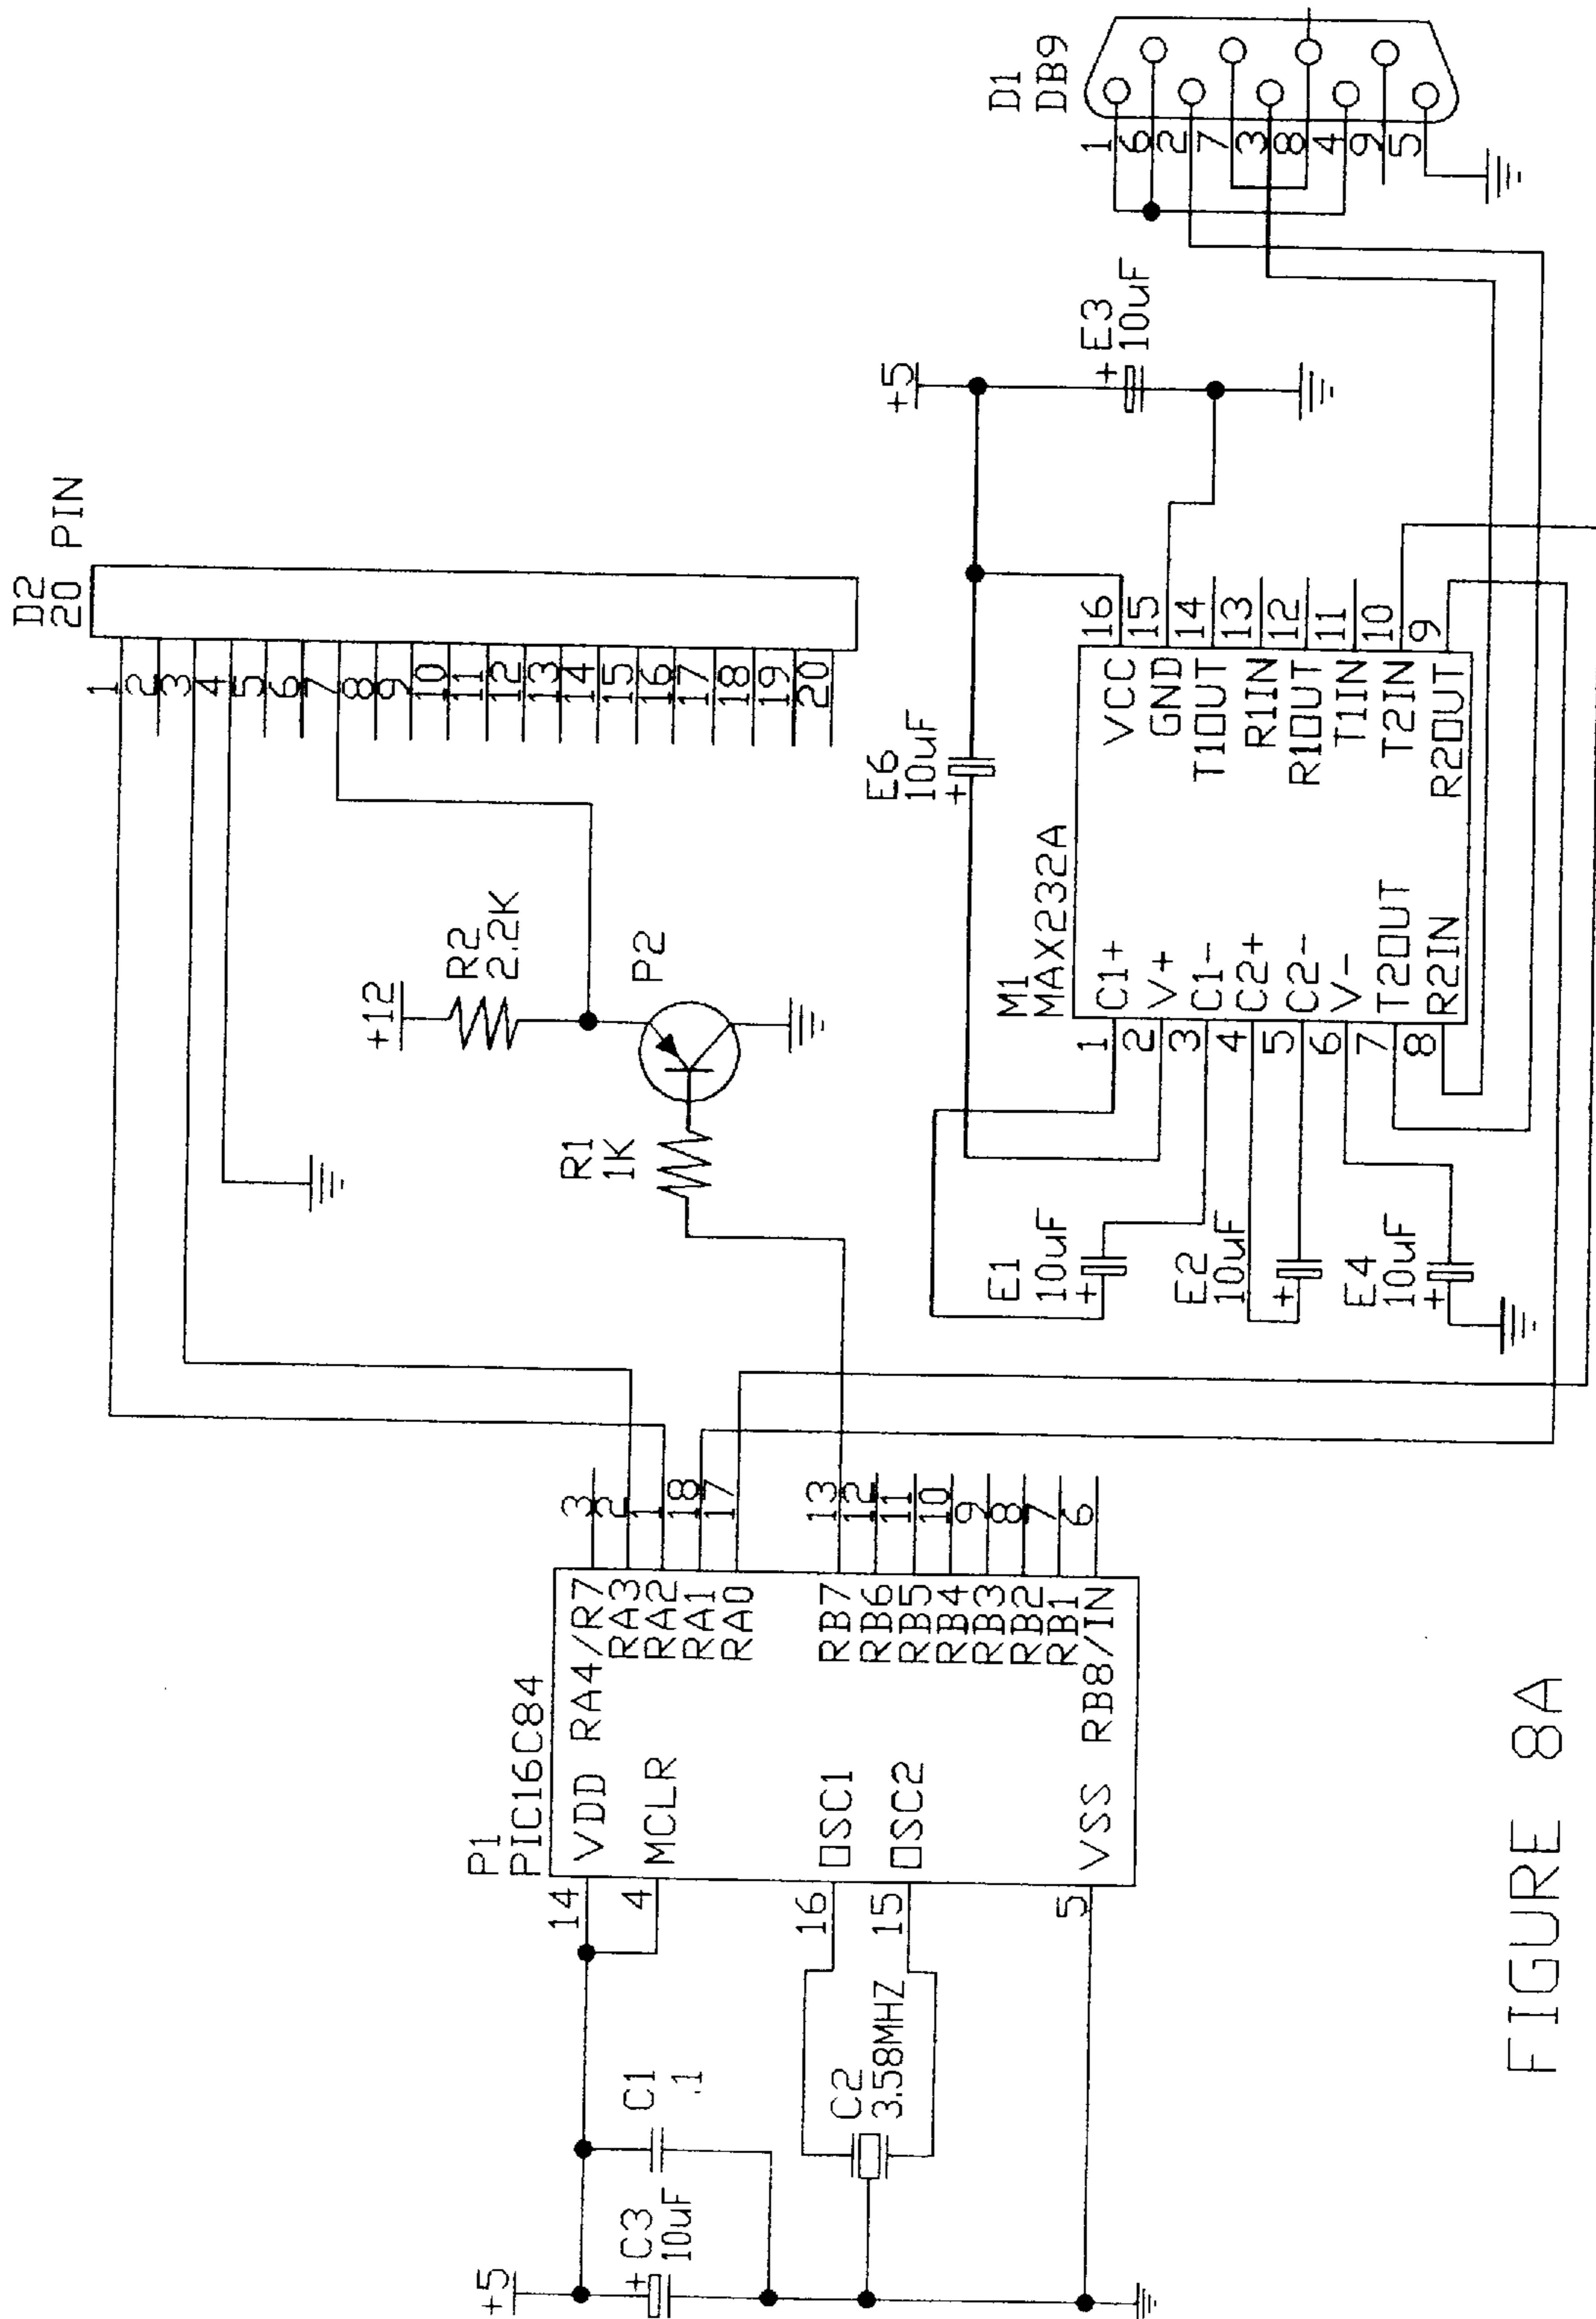 D2
20 PIN
1
2
3
4
5
6
7
8
9
10
11
12
13
14
15
16
17
18
19
20
D1
DB9
1
6
2
7
3
8
4
9
5
+5
E3
+
10uF
E6
10uF
+
+12
R2
2.2K
P2
R1
1K
M1
MAX232A
C1+
V+
C1-
C2+
C2-
V-
T2OUT
R2IN
1
2
3
4
5
6
7
8
VCC
GND
T1OUT
R1IN
R1OUT
T1IN
T2IN
R2OUT
16
15
14
13
12
11
10
9
E1
10uF
+
E2
10uF
+
E4
10uF
+
P1
PIC16C84
VDD RA4/R7
RA3
MCLR RA2
RA1
RA0
OSC1 RB7
RB6
OSC2 RB5
RB4
RB3
RB2
RB1
VSS RB8/IN
3
2
1
18
17
13
12
11
10
9
8
7
6
14
4
16
15
5
+5
+
C3
10uF
C1
.1
C2
3.58MHZ
FIGURE 8A